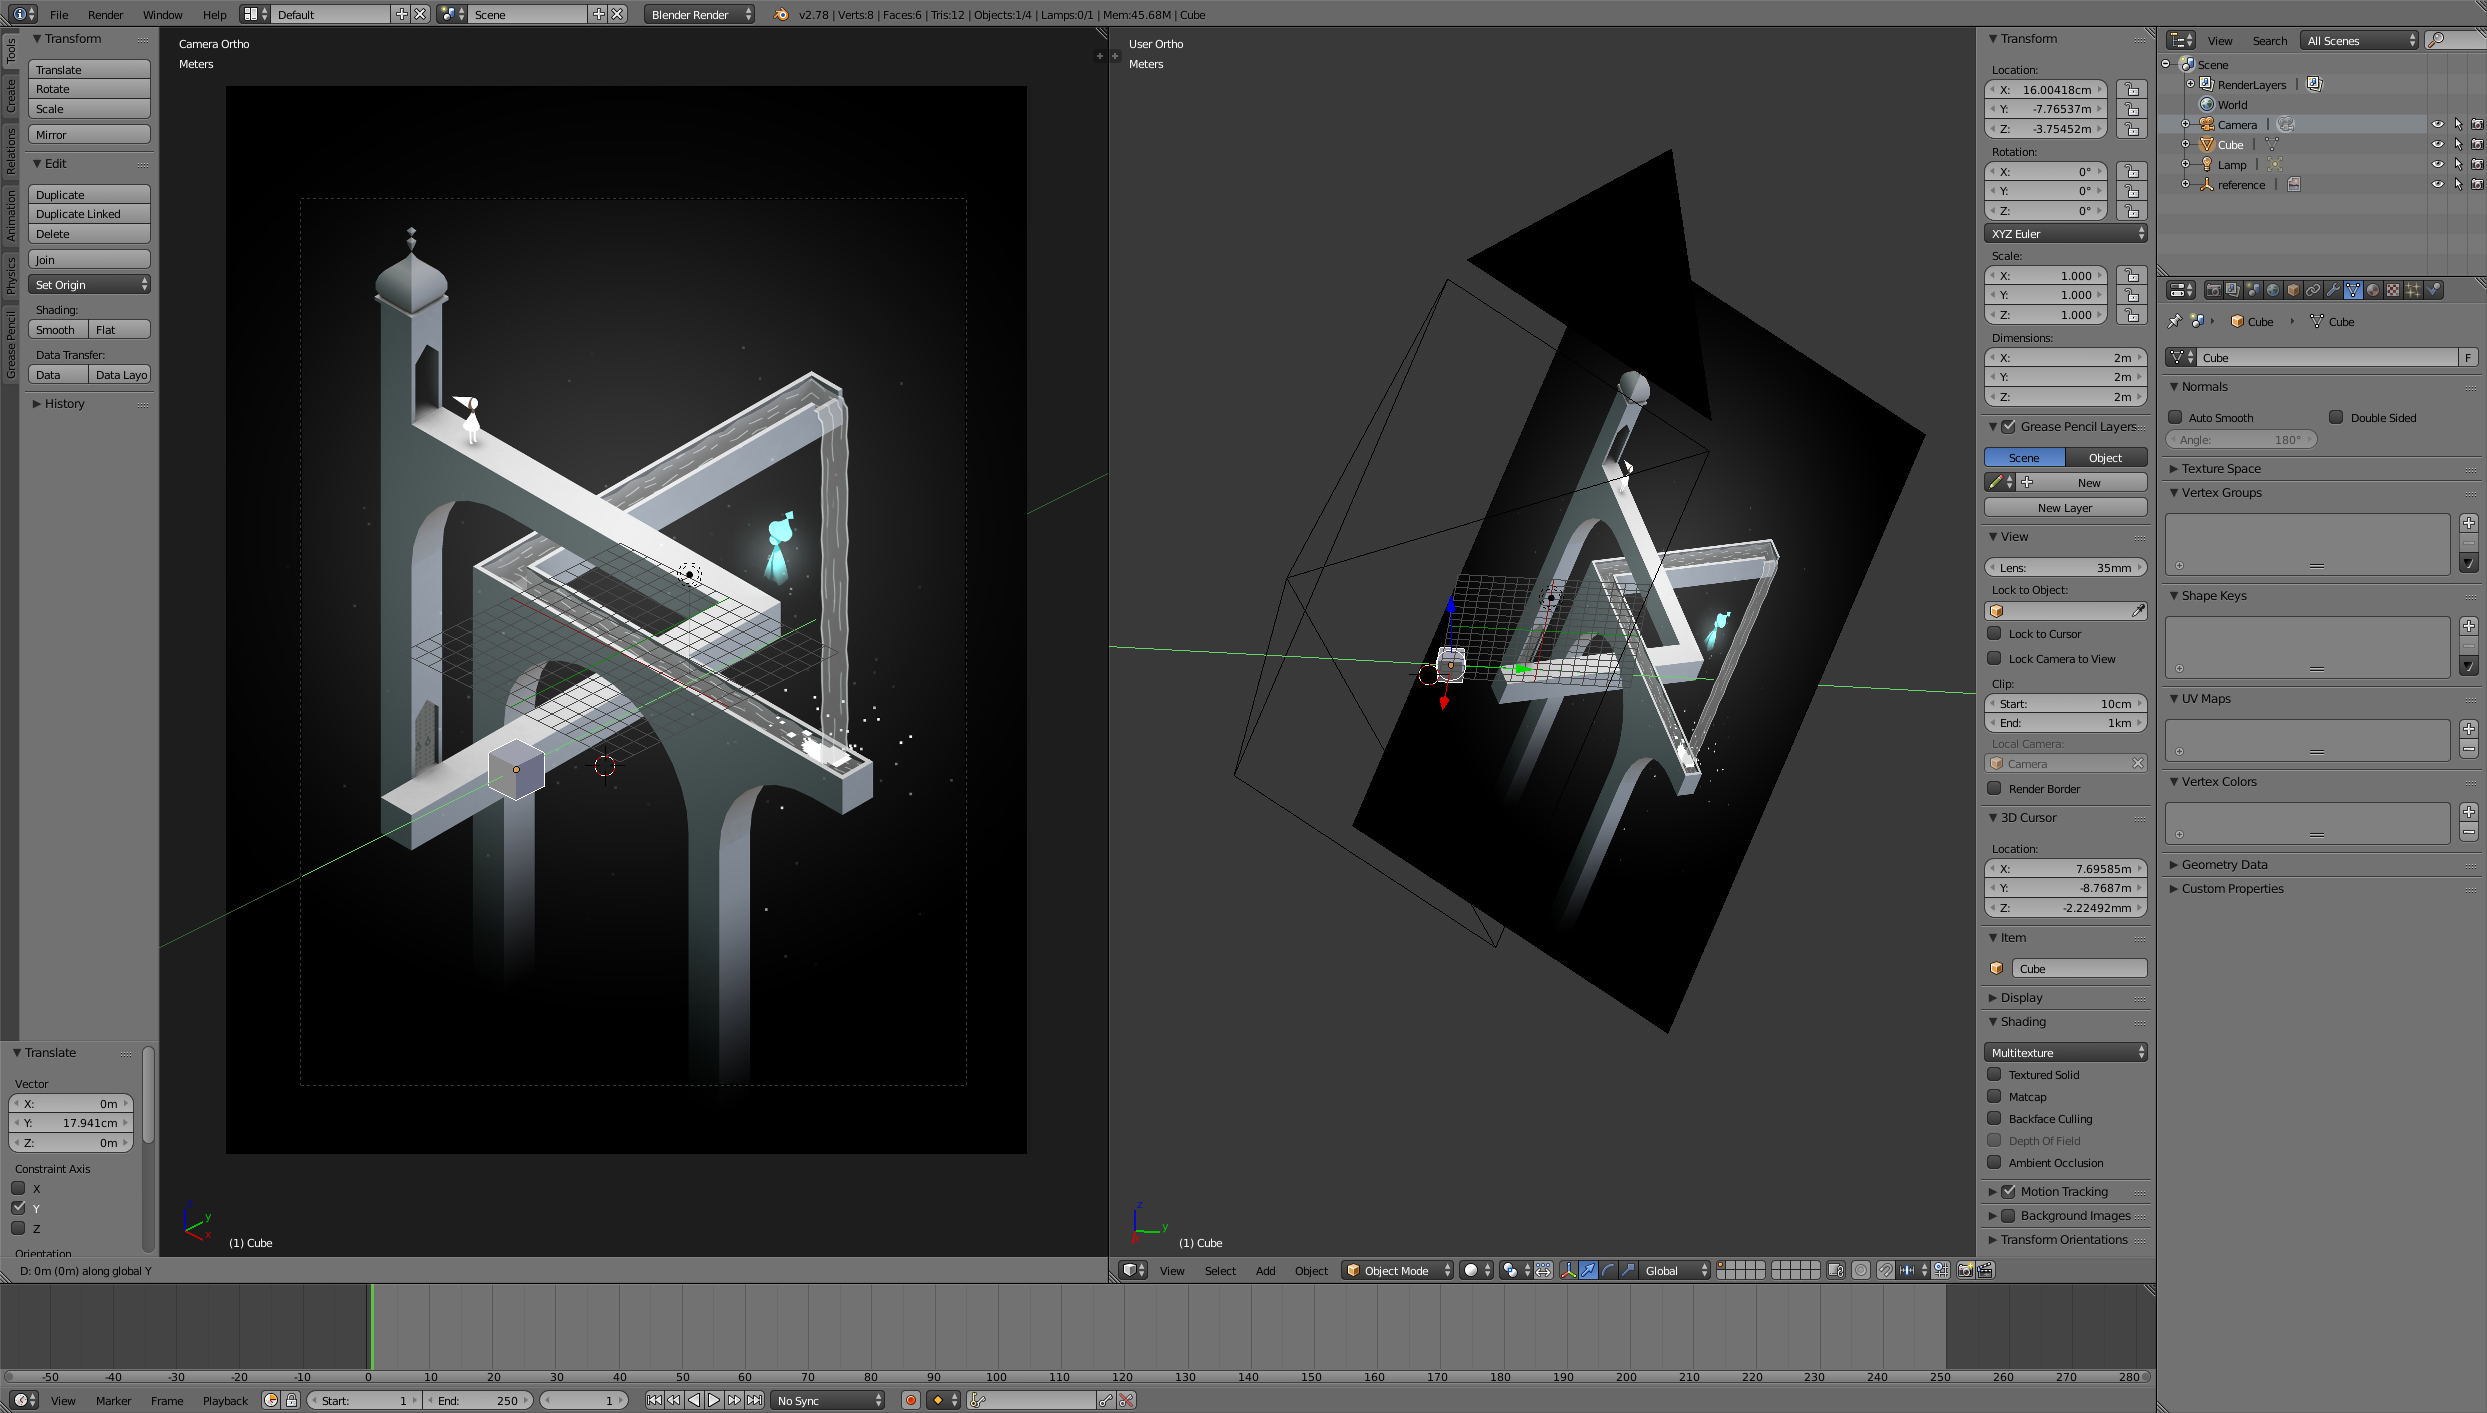 File Render Window Help Default Scene Blender Render v2.78 | Verts:8 | Faces:6 | Tris:12 | Objects:1/4 | Lamps:0/1 | Mem:45.68M | Cube
Tools
Create
Relations
Animation
Physics
Grease Pencil
Transform
Translate
Rotate
Scale
Mirror
Edit
Duplicate
Duplicate Linked
Delete
Join
Set Origin
Shading:
Smooth Flat
Data Transfer:
Data Data Layo
History
Translate
Vector
X: 0m
Y: 17.941cm
Z: 0m
Constraint Axis
X
Y
Z
Orientation
Camera Ortho
Meters
z
y
x
(1) Cube
D: 0m (0m) along global Y
User Ortho
Meters
z
y
(1) Cube
View Select Add Object Object Mode Global
Transform
Location:
X: 16.00418cm
Y: -7.76537m
Z: -3.75452m
Rotation:
X: 0°
Y: 0°
Z: 0°
XYZ Euler
Scale:
X: 1.000
Y: 1.000
Z: 1.000
Dimensions:
X: 2m
Y: 2m
Z: 2m
Grease Pencil Layers
Scene Object
New
New Layer
View
Lens: 35mm
Lock to Object:
Lock to Cursor
Lock Camera to View
Clip:
Start: 10cm
End: 1km
Local Camera:
Camera
Render Border
3D Cursor
Location:
X: 7.69585m
Y: -8.7687m
Z: -2.22492mm
Item
Cube
Display
Shading
Multitexture
Textured Solid
Matcap
Backface Culling
Depth Of Field
Ambient Occlusion
Motion Tracking
Background Images
Transform Orientations
View Search All Scenes
Scene
RenderLayers |
World
Camera |
Cube |
Lamp |
reference |
Cube Cube
Cube F
Normals
Auto Smooth Double Sided
Angle: 180°
Texture Space
Vertex Groups
Shape Keys
UV Maps
Vertex Colors
Geometry Data
Custom Properties
-50 -40 -30 -20 -10 0 10 20 30 40 50 60 70 80 90 100 110 120 130 140 150 160 170 180 190 200 210 220 230 240 250 260 270 280
View Marker Frame Playback Start: 1 End: 250 1 No Sync